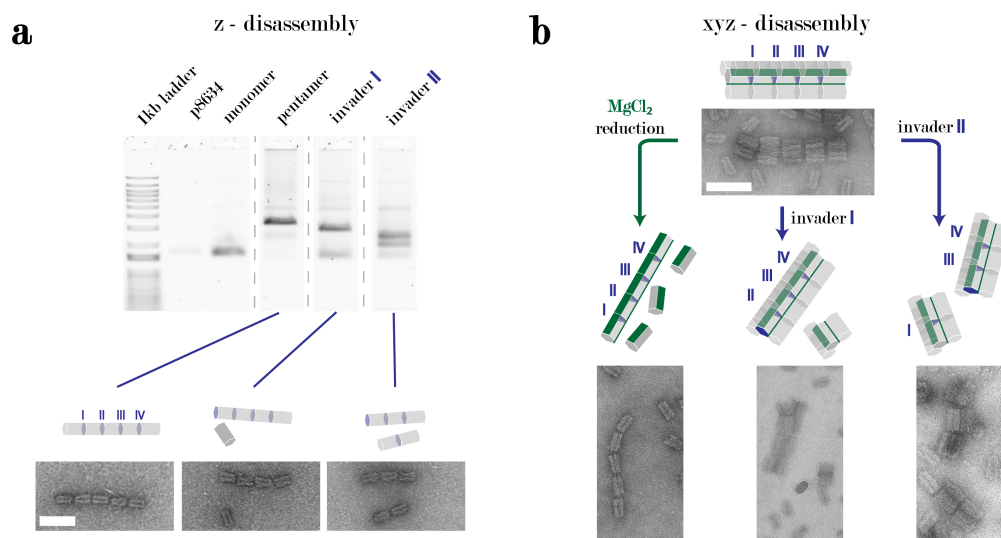 a
z - disassembly
1kb ladder
p8634
monomer
pentamer
invader I
invader II
I II III IV
b
xyz - disassembly
I II III IV
MgCl₂
reduction
invader II
invader I
IV
III
II
I
IV
III
II
IV
III
I